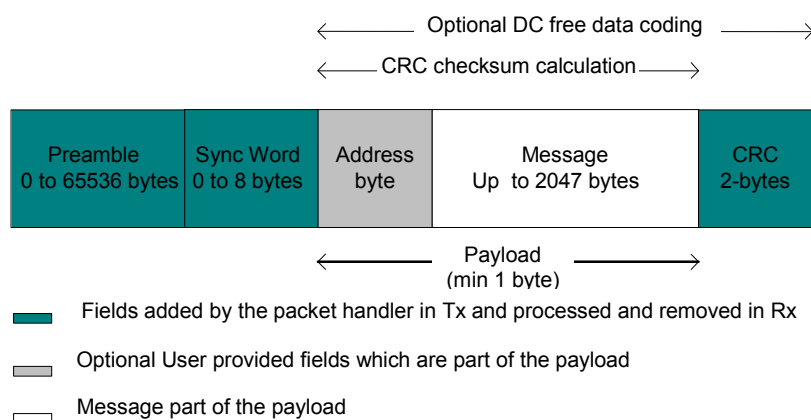 Optional DC free data coding
CRC checksum calculation
Preamble
0 to 65536 bytes
Sync Word
0 to 8 bytes
Address
byte
Message
Up to 2047 bytes
CRC
2-bytes
Payload
(min 1 byte)
Fields added by the packet handler in Tx and processed and removed in Rx
Optional User provided fields which are part of the payload
Message part of the payload